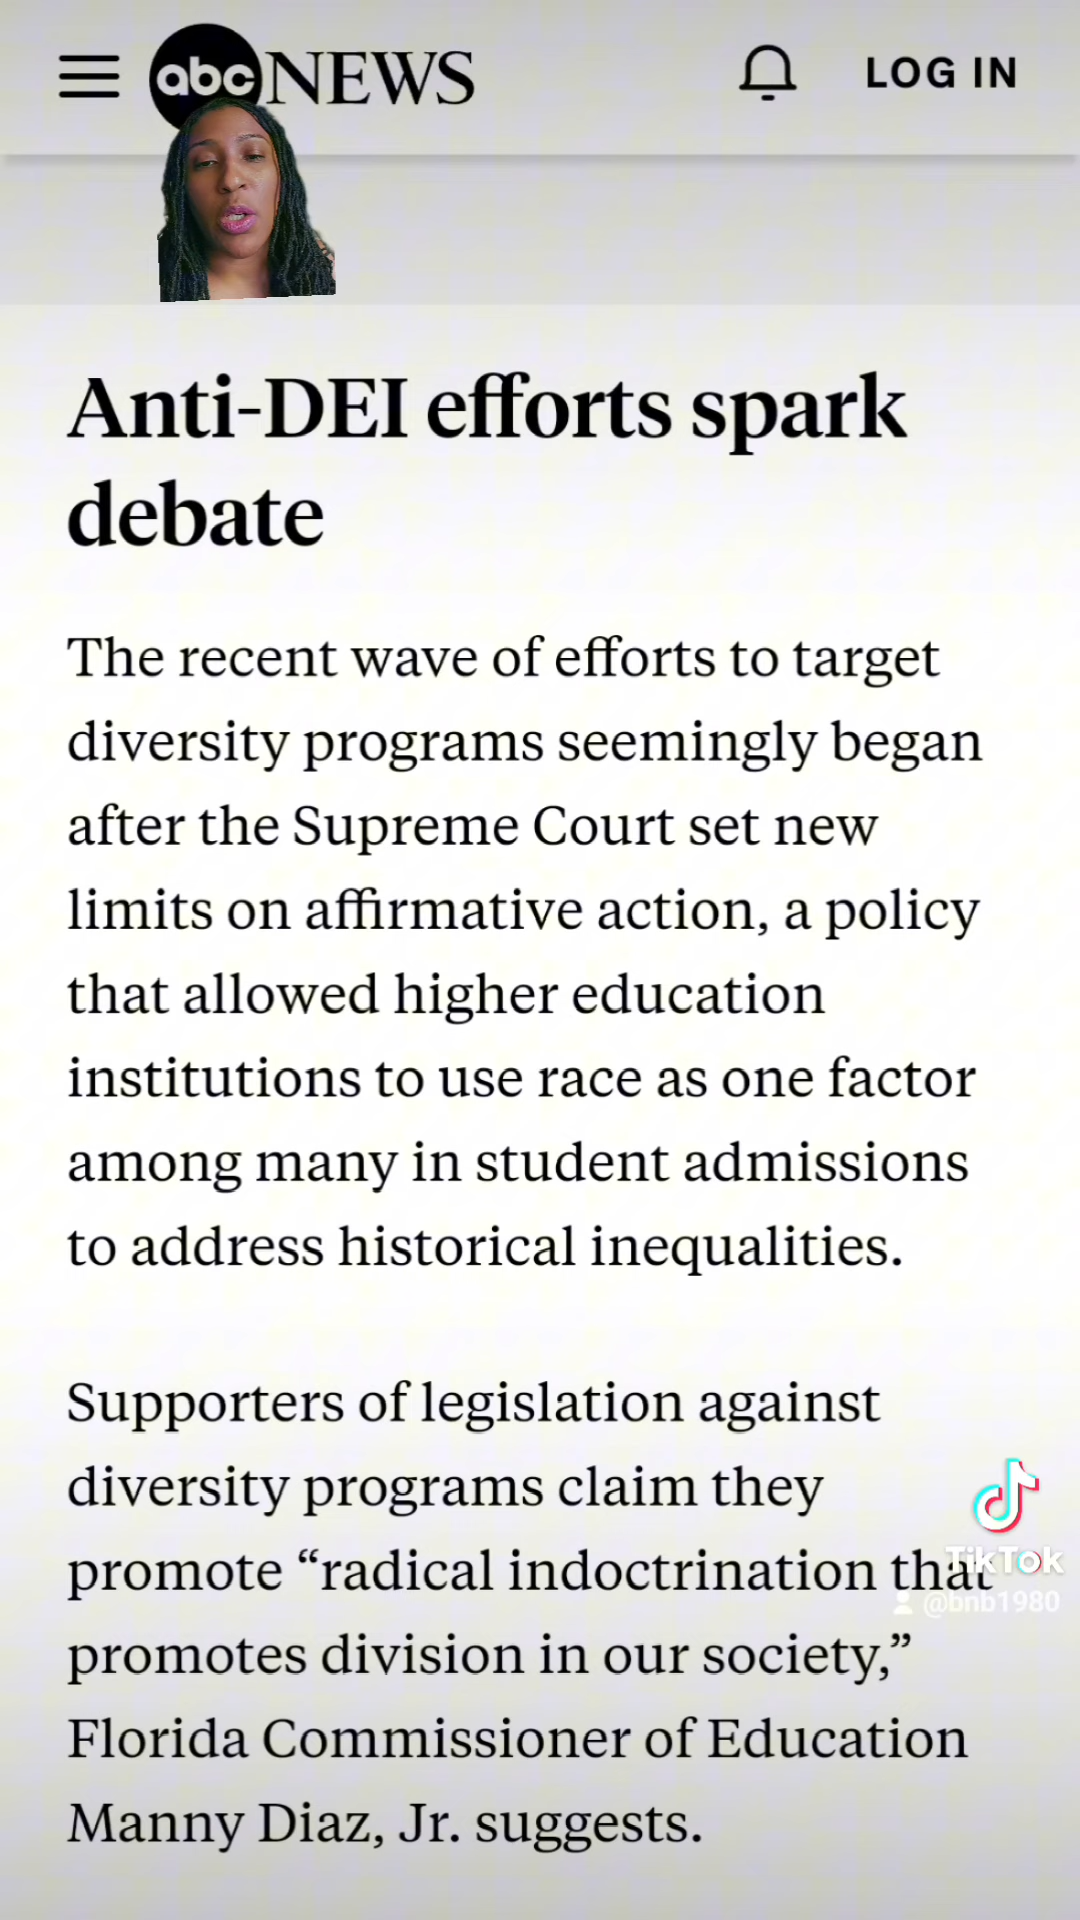 abc NEWS
LOG IN
Anti-DEI efforts spark
debate
The recent wave of efforts to target
diversity programs seemingly began
after the Supreme Court set new
limits on affirmative action, a policy
that allowed higher education
institutions to use race as one factor
among many in student admissions
to address historical inequalities.
Supporters of legislation against
diversity programs claim they
promote “radical indoctrination that
promotes division in our society,”
Florida Commissioner of Education
Manny Diaz, Jr. suggests.
TikTok
@bnb1980